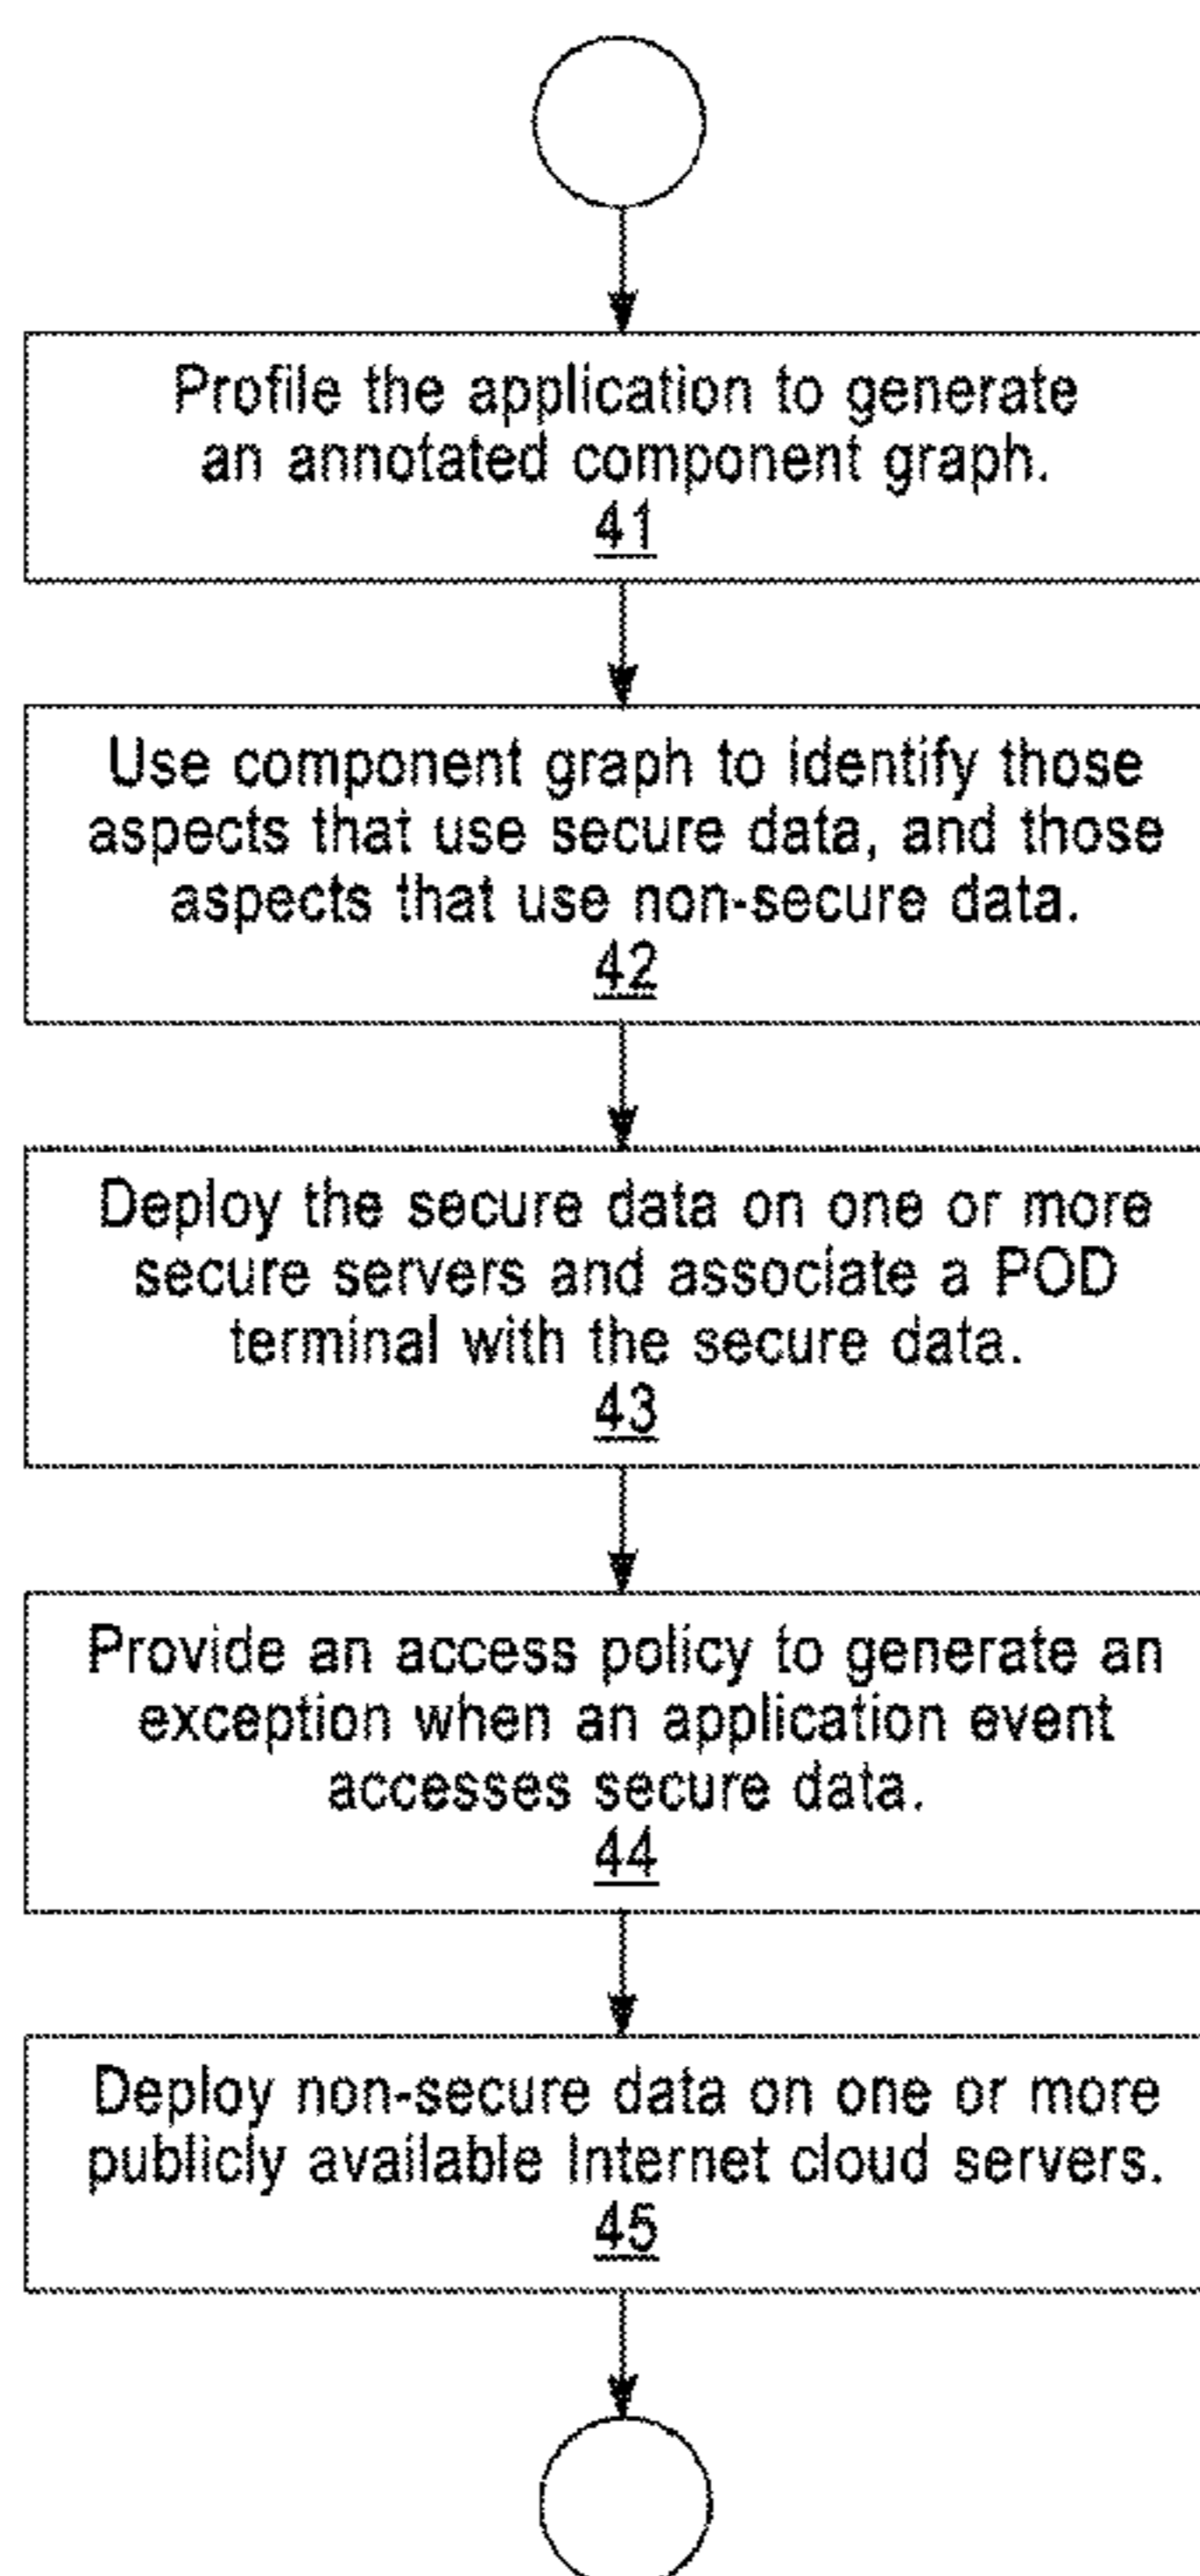 Profile the application to generate
an annotated component graph.
41
Use component graph to identify those
aspects that use secure data, and those
aspects that use non-secure data.
42
Deploy the secure data on one or more
secure servers and associate a POD
terminal with the secure data.
43
Provide an access policy to generate an
exception when an application event
accesses secure data.
44
Deploy non-secure data on one or more
publicly available Internet cloud servers.
45